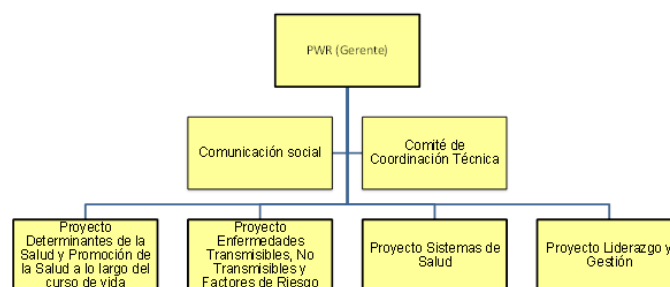 PWR (Gerente)
Comunicación social
Comité de
Coordinación Técnica
Proyecto
Determinantes de la
Salud y Promoción de
la Salud a lo largo del
curso de vida
Proyecto
Enfermedades
Transmisibles, No
Transmisibles y
Factores de Riesgo
Proyecto Sistemas de
Salud
Proyecto Liderazgo y
Gestión